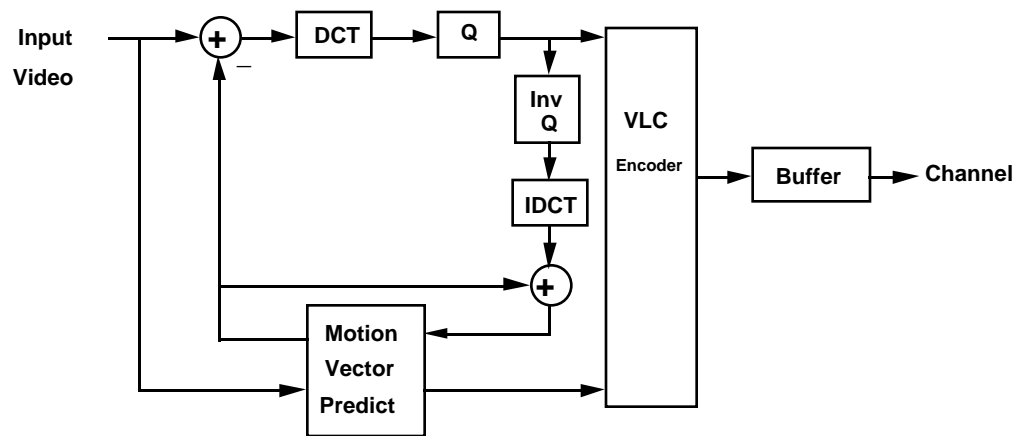 Input
Video
+
−
DCT
Q
Inv
Q
IDCT
+
VLC
Encoder
Buffer
Channel
Motion
Vector
Predict